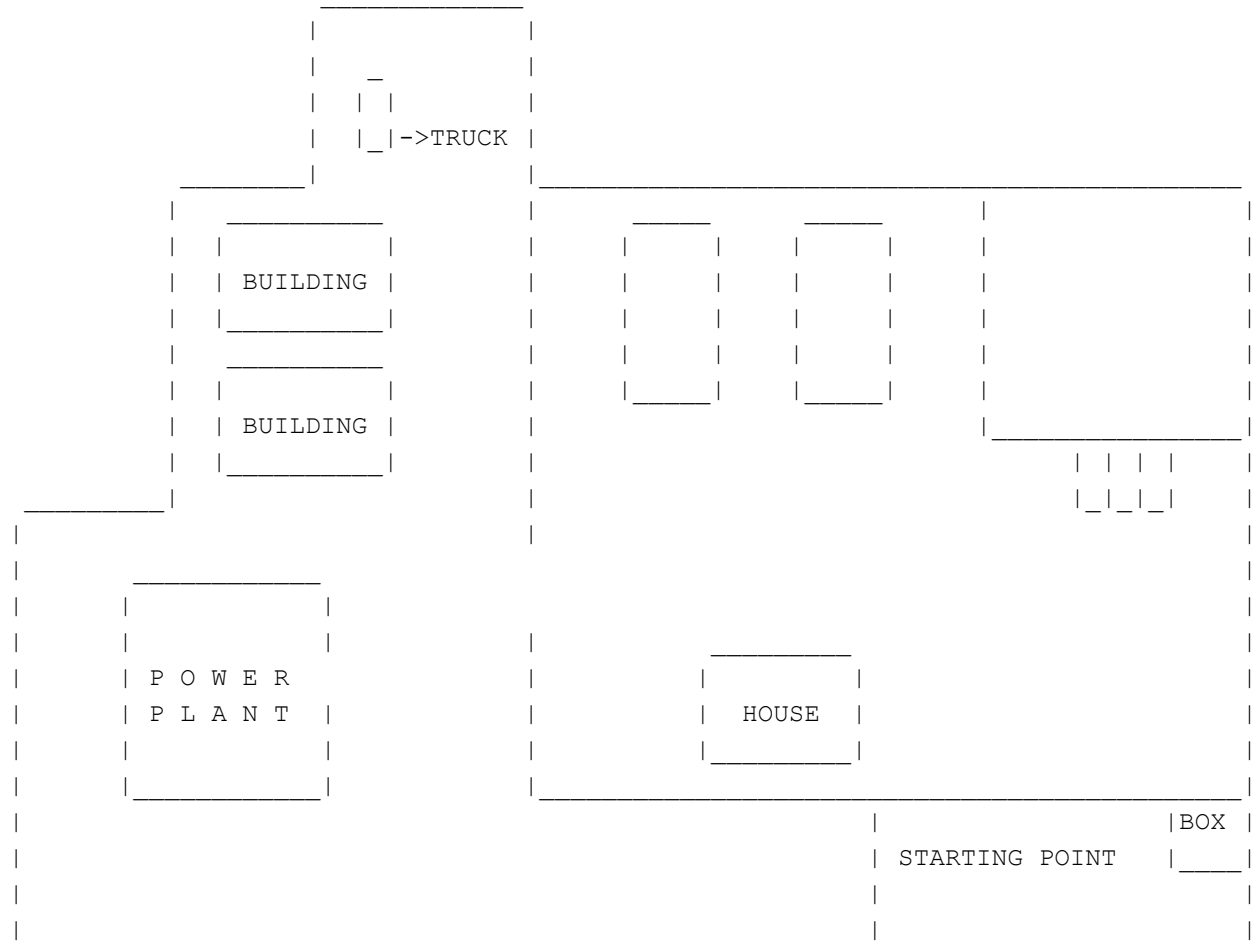 ->TRUCK
BUILDING
BUILDING
P O W E R
P L A N T
HOUSE
BOX
STARTING POINT